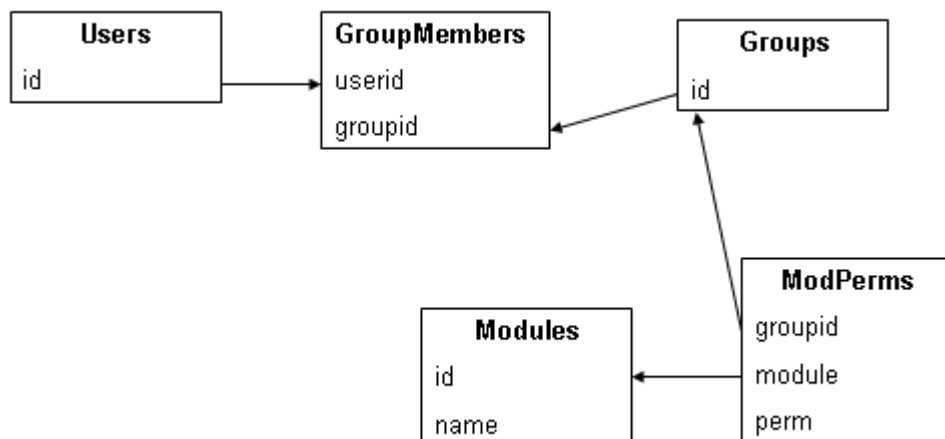 Users
id
GroupMembers
userid
groupid
Groups
id
Modules
id
name
ModPerms
groupid
module
perm